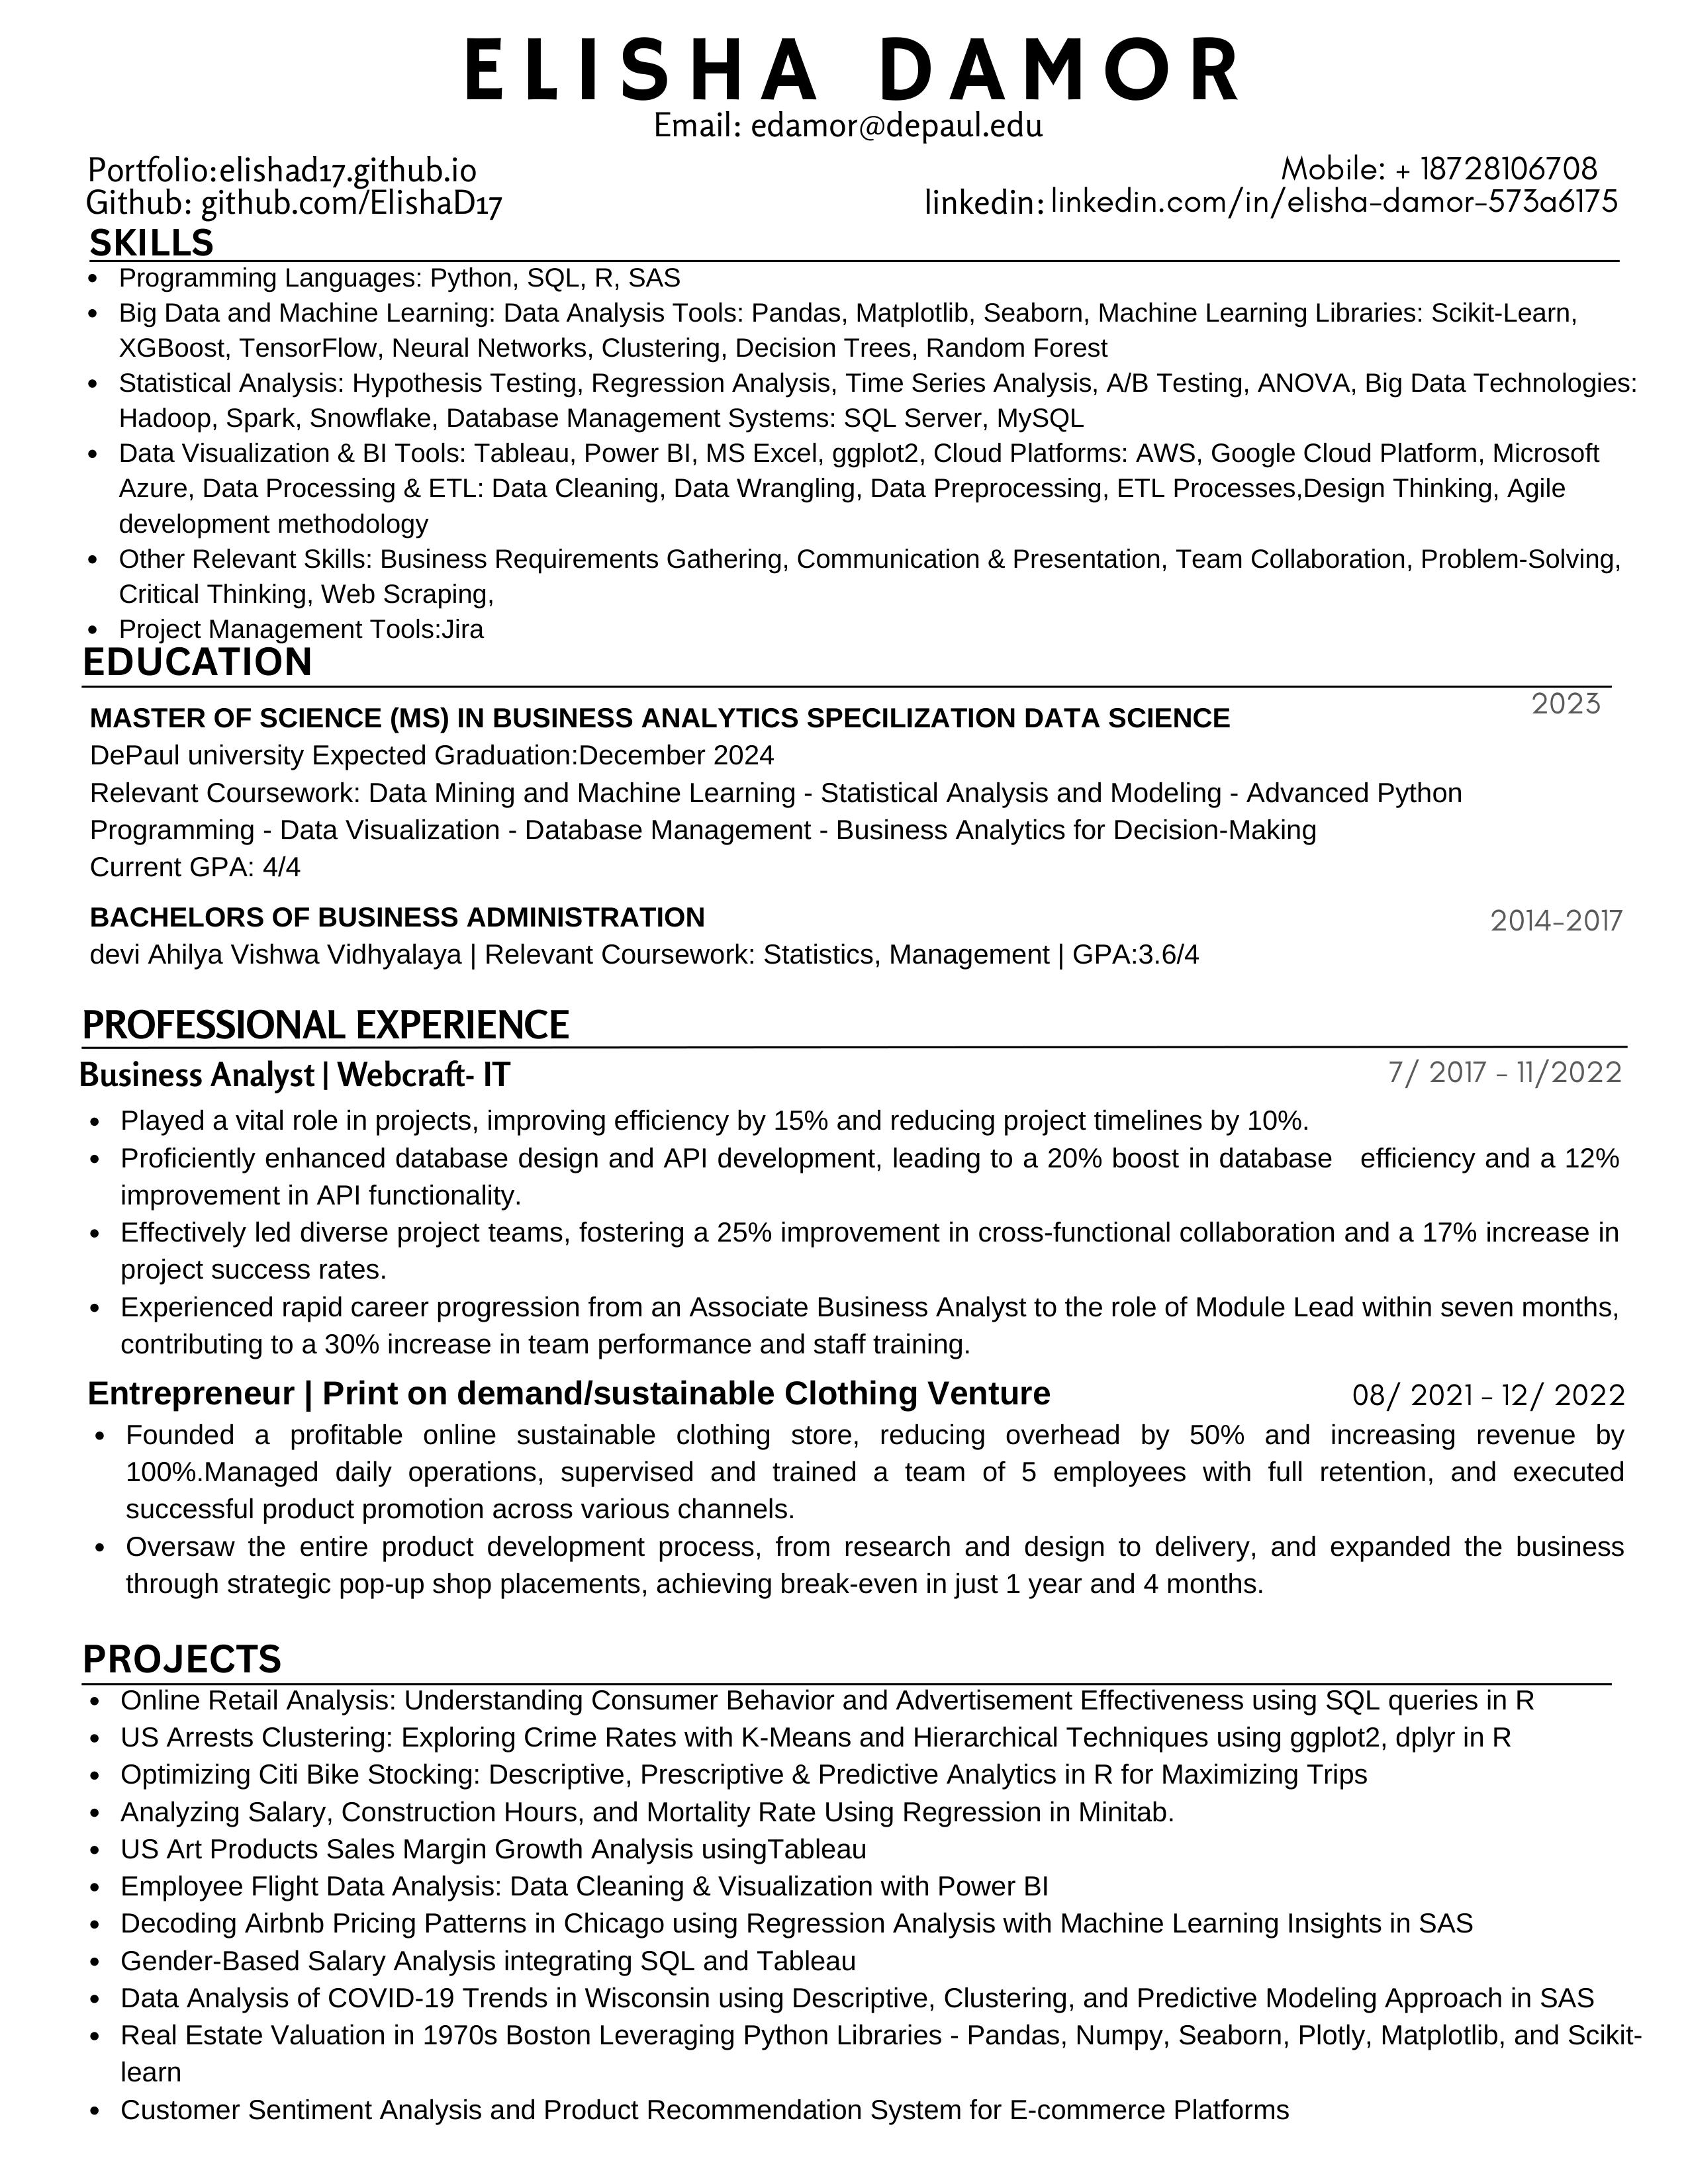 ELISHA DAMOR
Email: edamor@depaul.edu
Portfolio:elishad17.github.io
Mobile: + 18728106708
Github: github.com/ElishaD17
linkedin: linkedin.com/in/elisha-damor-573a6175
SKILLS
• Programming Languages: Python, SQL, R, SAS
• Big Data and Machine Learning: Data Analysis Tools: Pandas, Matplotlib, Seaborn, Machine Learning Libraries: Scikit-Learn,
XGBoost, TensorFlow, Neural Networks, Clustering, Decision Trees, Random Forest
• Statistical Analysis: Hypothesis Testing, Regression Analysis, Time Series Analysis, A/B Testing, ANOVA, Big Data Technologies:
Hadoop, Spark, Snowflake, Database Management Systems: SQL Server, MySQL
• Data Visualization & BI Tools: Tableau, Power BI, MS Excel, ggplot2, Cloud Platforms: AWS, Google Cloud Platform, Microsoft
Azure, Data Processing & ETL: Data Cleaning, Data Wrangling, Data Preprocessing, ETL Processes,Design Thinking, Agile
development methodology
• Other Relevant Skills: Business Requirements Gathering, Communication & Presentation, Team Collaboration, Problem-Solving,
Critical Thinking, Web Scraping,
• Project Management Tools:Jira
EDUCATION
2023
MASTER OF SCIENCE (MS) IN BUSINESS ANALYTICS SPECILIZATION DATA SCIENCE
DePaul university Expected Graduation:December 2024
Relevant Coursework: Data Mining and Machine Learning - Statistical Analysis and Modeling - Advanced Python
Programming - Data Visualization - Database Management - Business Analytics for Decision-Making
Current GPA: 4/4
BACHELORS OF BUSINESS ADMINISTRATION
2014-2017
devi Ahilya Vishwa Vidhyalaya | Relevant Coursework: Statistics, Management | GPA:3.6/4
PROFESSIONAL EXPERIENCE
Business Analyst | Webcraft- IT
7/ 2017 - 11/2022
• Played a vital role in projects, improving efficiency by 15% and reducing project timelines by 10%.
• Proficiently enhanced database design and API development, leading to a 20% boost in database efficiency and a 12%
improvement in API functionality.
• Effectively led diverse project teams, fostering a 25% improvement in cross-functional collaboration and a 17% increase in
project success rates.
• Experienced rapid career progression from an Associate Business Analyst to the role of Module Lead within seven months,
contributing to a 30% increase in team performance and staff training.
Entrepreneur | Print on demand/sustainable Clothing Venture
08/ 2021 - 12/ 2022
• Founded a profitable online sustainable clothing store, reducing overhead by 50% and increasing revenue by
100%.Managed daily operations, supervised and trained a team of 5 employees with full retention, and executed
successful product promotion across various channels.
• Oversaw the entire product development process, from research and design to delivery, and expanded the business
through strategic pop-up shop placements, achieving break-even in just 1 year and 4 months.
PROJECTS
• Online Retail Analysis: Understanding Consumer Behavior and Advertisement Effectiveness using SQL queries in R
• US Arrests Clustering: Exploring Crime Rates with K-Means and Hierarchical Techniques using ggplot2, dplyr in R
• Optimizing Citi Bike Stocking: Descriptive, Prescriptive & Predictive Analytics in R for Maximizing Trips
• Analyzing Salary, Construction Hours, and Mortality Rate Using Regression in Minitab.
• US Art Products Sales Margin Growth Analysis usingTableau
• Employee Flight Data Analysis: Data Cleaning & Visualization with Power BI
• Decoding Airbnb Pricing Patterns in Chicago using Regression Analysis with Machine Learning Insights in SAS
• Gender-Based Salary Analysis integrating SQL and Tableau
• Data Analysis of COVID-19 Trends in Wisconsin using Descriptive, Clustering, and Predictive Modeling Approach in SAS
• Real Estate Valuation in 1970s Boston Leveraging Python Libraries - Pandas, Numpy, Seaborn, Plotly, Matplotlib, and Scikit-
learn
• Customer Sentiment Analysis and Product Recommendation System for E-commerce Platforms